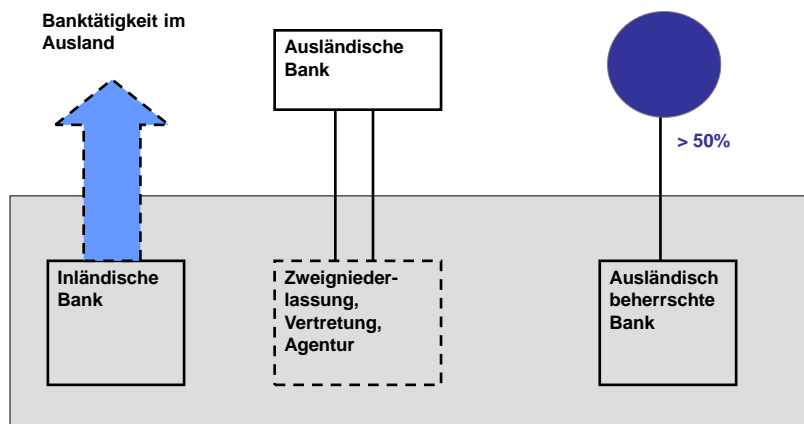 Banktätigkeit im
Ausland
Ausländische
Bank
> 50%
Inländische
Bank
Zweignieder-
lassung,
Vertretung,
Agentur
Ausländisch
beherrschte
Bank